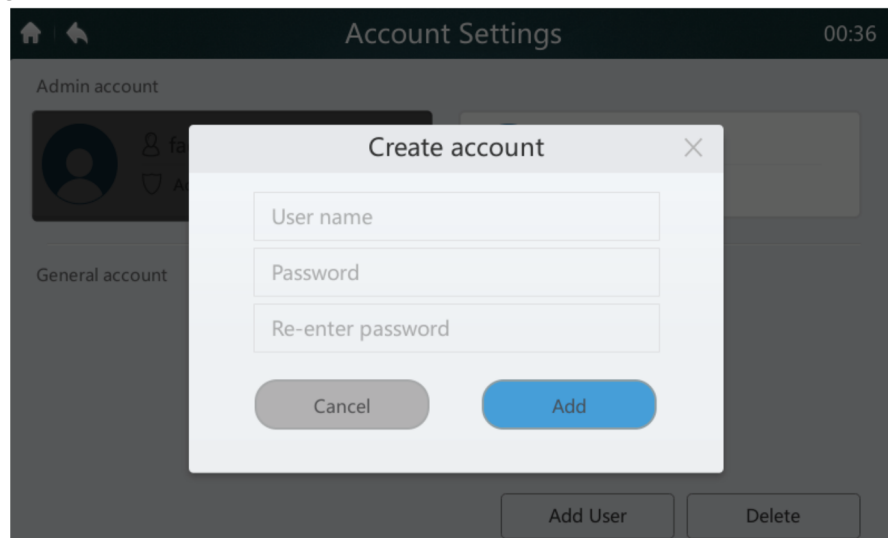 Account Settings
00:36
Admin account
Create account
User name
Password
Re-enter password
General account
Cancel
Add
Add User
Delete